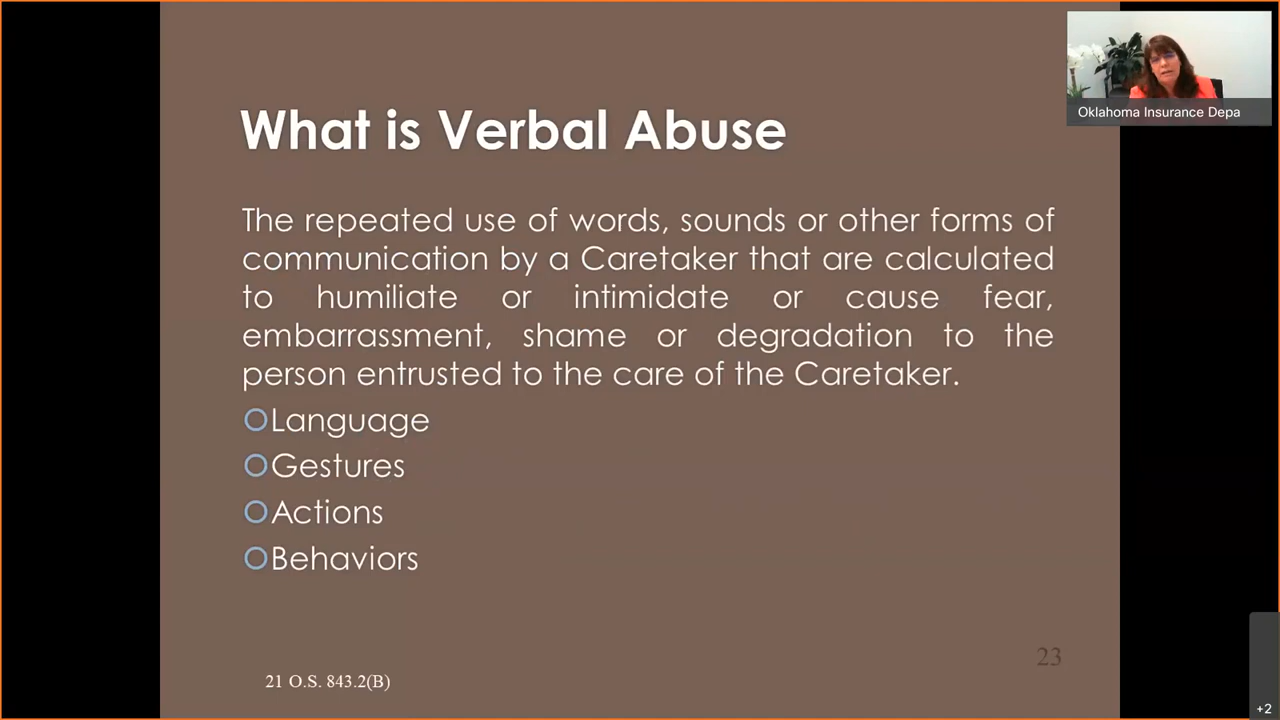 What is Verbal Abuse
The repeated use of words, sounds or other forms of
communication by a Caretaker that are calculated
to humiliate or intimidate or cause fear,
embarrassment, shame or degradation to the
person entrusted to the care of the Caretaker.
Language
Gestures
Actions
Behaviors
21 O.S. 843.2(B)
23
Oklahoma Insurance Depa
+2